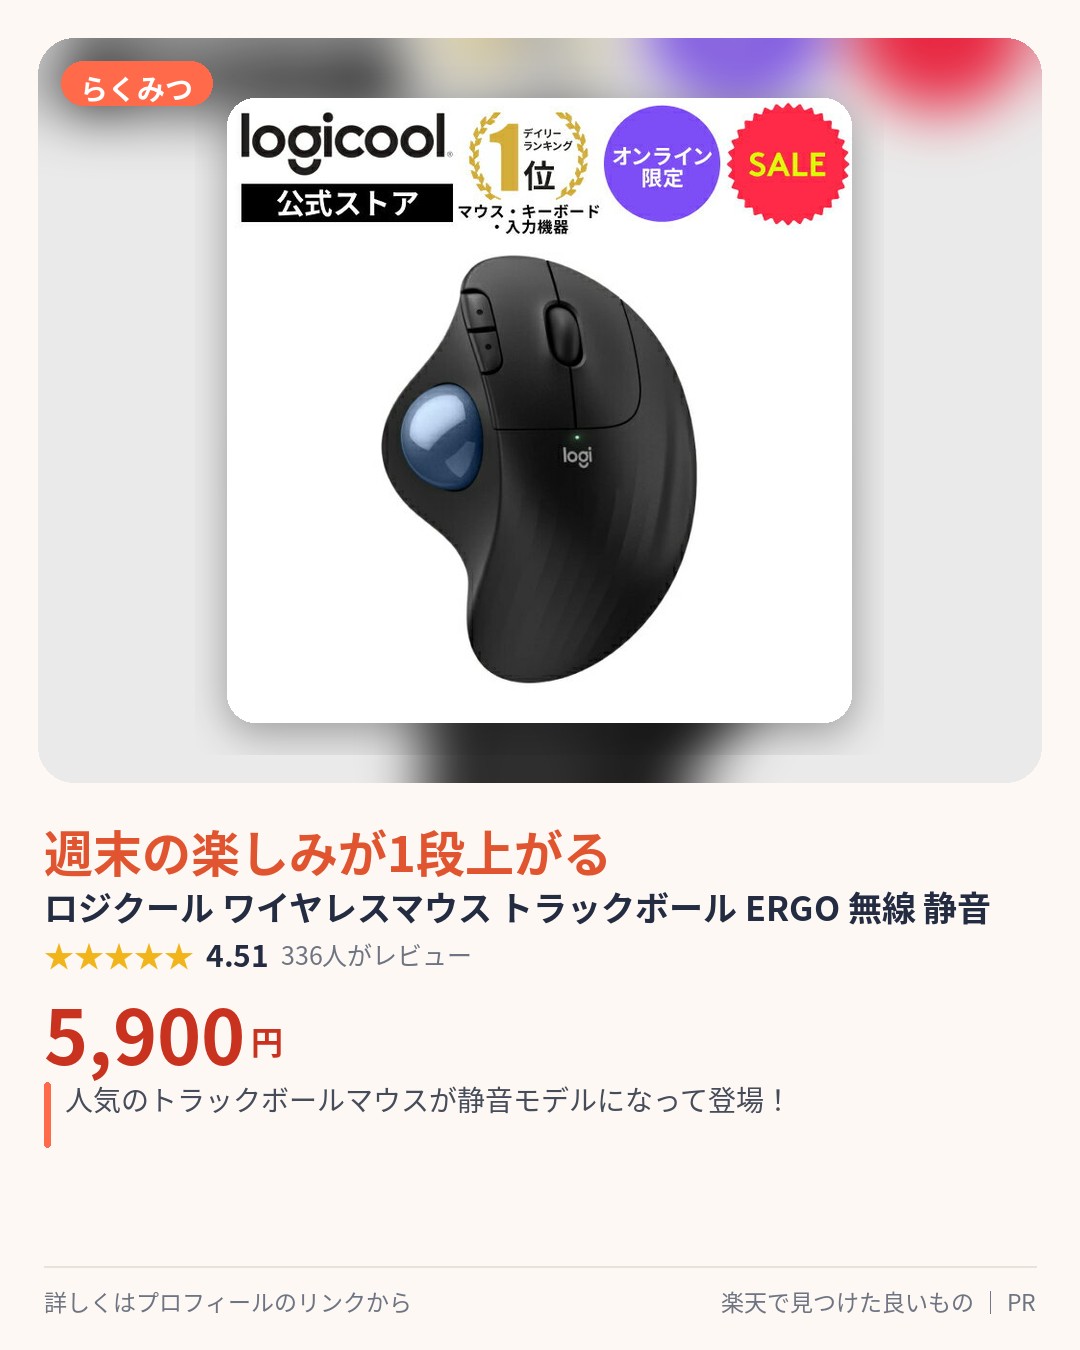 らくみつ
logicool
公式ストア
1位
デイリー
ランキング
マウス・キーボード
・入力機器
オンライン
限定
SALE
logi
週末の楽しみが1段上がる
ロジクール ワイヤレスマウス トラックボール ERGO 無線 静音
★★★★★ 4.51 336人がレビュー
5,900円
人気のトラックボールマウスが静音モデルになって登場！
詳しくはプロフィールのリンクから
楽天で見つけた良いもの｜PR